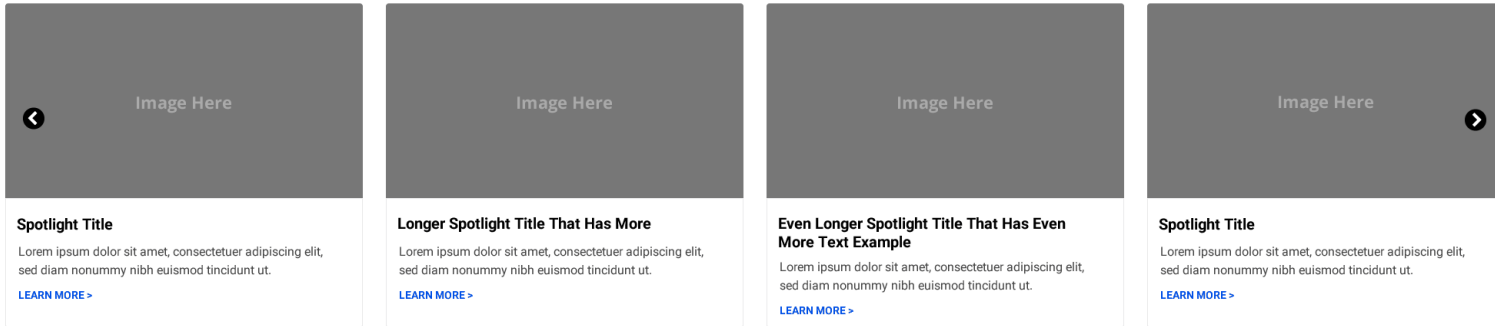 Image Here
Spotlight Title
Lorem ipsum dolor sit amet, consectetuer adipiscing elit,
sed diam nonummy nibh euismod tincidunt ut.
LEARN MORE >
Image Here
Longer Spotlight Title That Has More
Lorem ipsum dolor sit amet, consectetuer adipiscing elit,
sed diam nonummy nibh euismod tincidunt ut.
LEARN MORE >
Image Here
Even Longer Spotlight Title That Has Even
More Text Example
Lorem ipsum dolor sit amet, consectetuer adipiscing elit,
sed diam nonummy nibh euismod tincidunt ut.
LEARN MORE >
Image Here
Spotlight Title
Lorem ipsum dolor sit amet, consectetuer adipiscing elit,
sed diam nonummy nibh euismod tincidunt ut.
LEARN MORE >